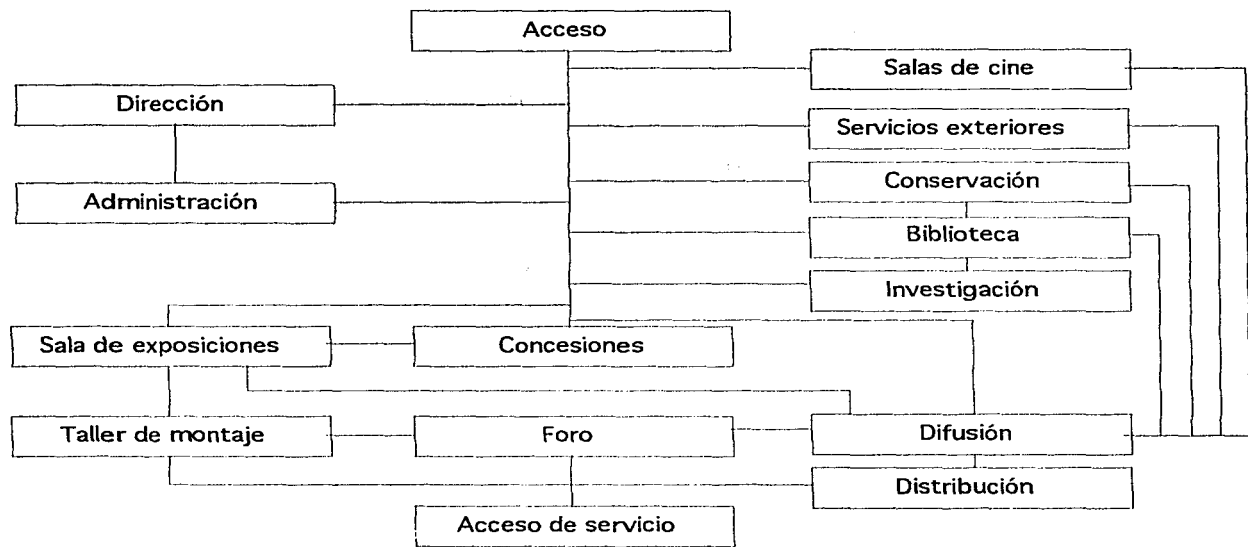 Acceso
Salas de cine
Dirección
Servicios exteriores
Conservación
Administración
Biblioteca
Investigación
Sala de exposiciones
Concesiones
Taller de montaje
Foro
Difusión
Distribución
Acceso de servicio